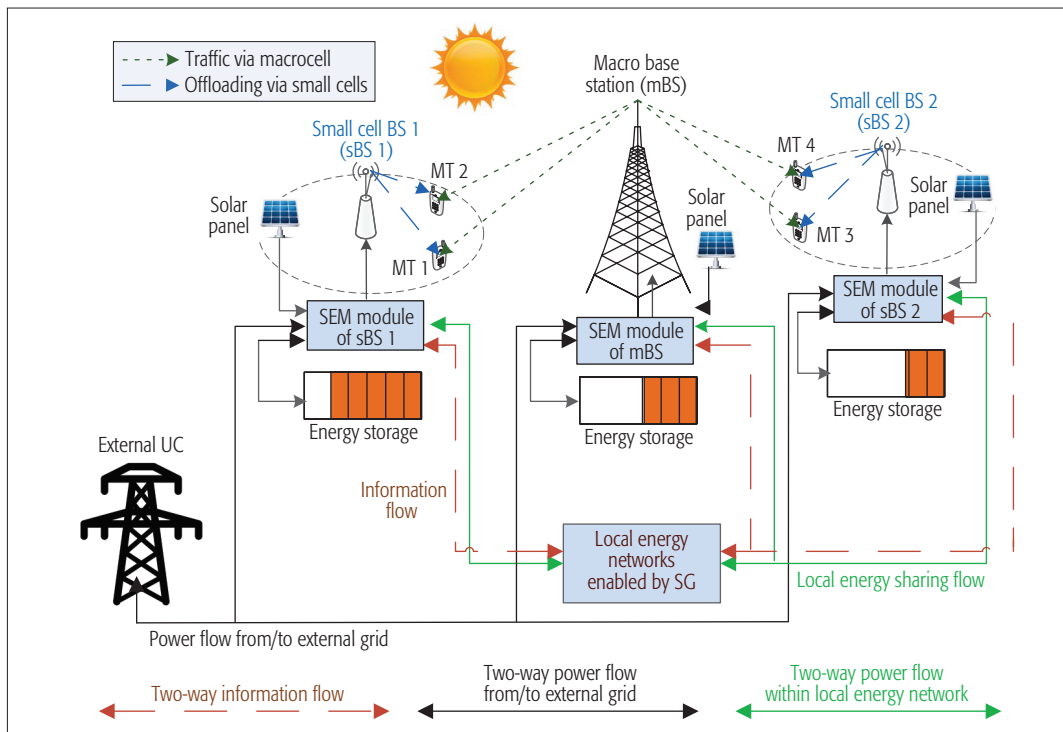 Traffic via macrocell
Offloading via small cells
Macro base
station (mBS)
Small cell BS 1
(sBS 1)
Small cell BS 2
(sBS 2)
MT 2
MT 4
Solar
panel
Solar
panel
Solar
panel
MT 1
MT 3
SEM module
of sBS 1
SEM module
of mBS
SEM module
of sBS 2
Energy storage
Energy storage
Energy storage
External UC
Information
flow
Local energy
networks
enabled by SG
Local energy sharing flow
Power flow from/to external grid
Two-way information flow
Two-way power flow
from/to external grid
Two-way power flow
within local energy network